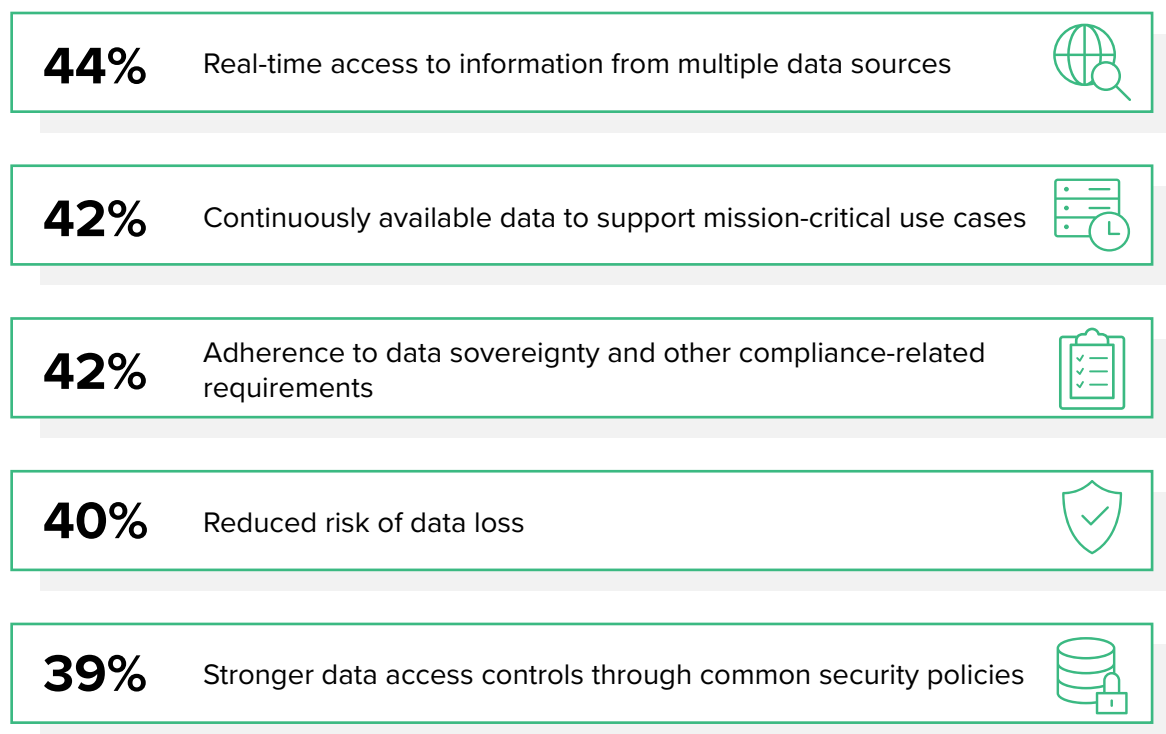 44%
Real-time access to information from multiple data sources
42%
Continuously available data to support mission-critical use cases
42%
Adherence to data sovereignty and other compliance-related
requirements
40%
Reduced risk of data loss
39%
Stronger data access controls through common security policies